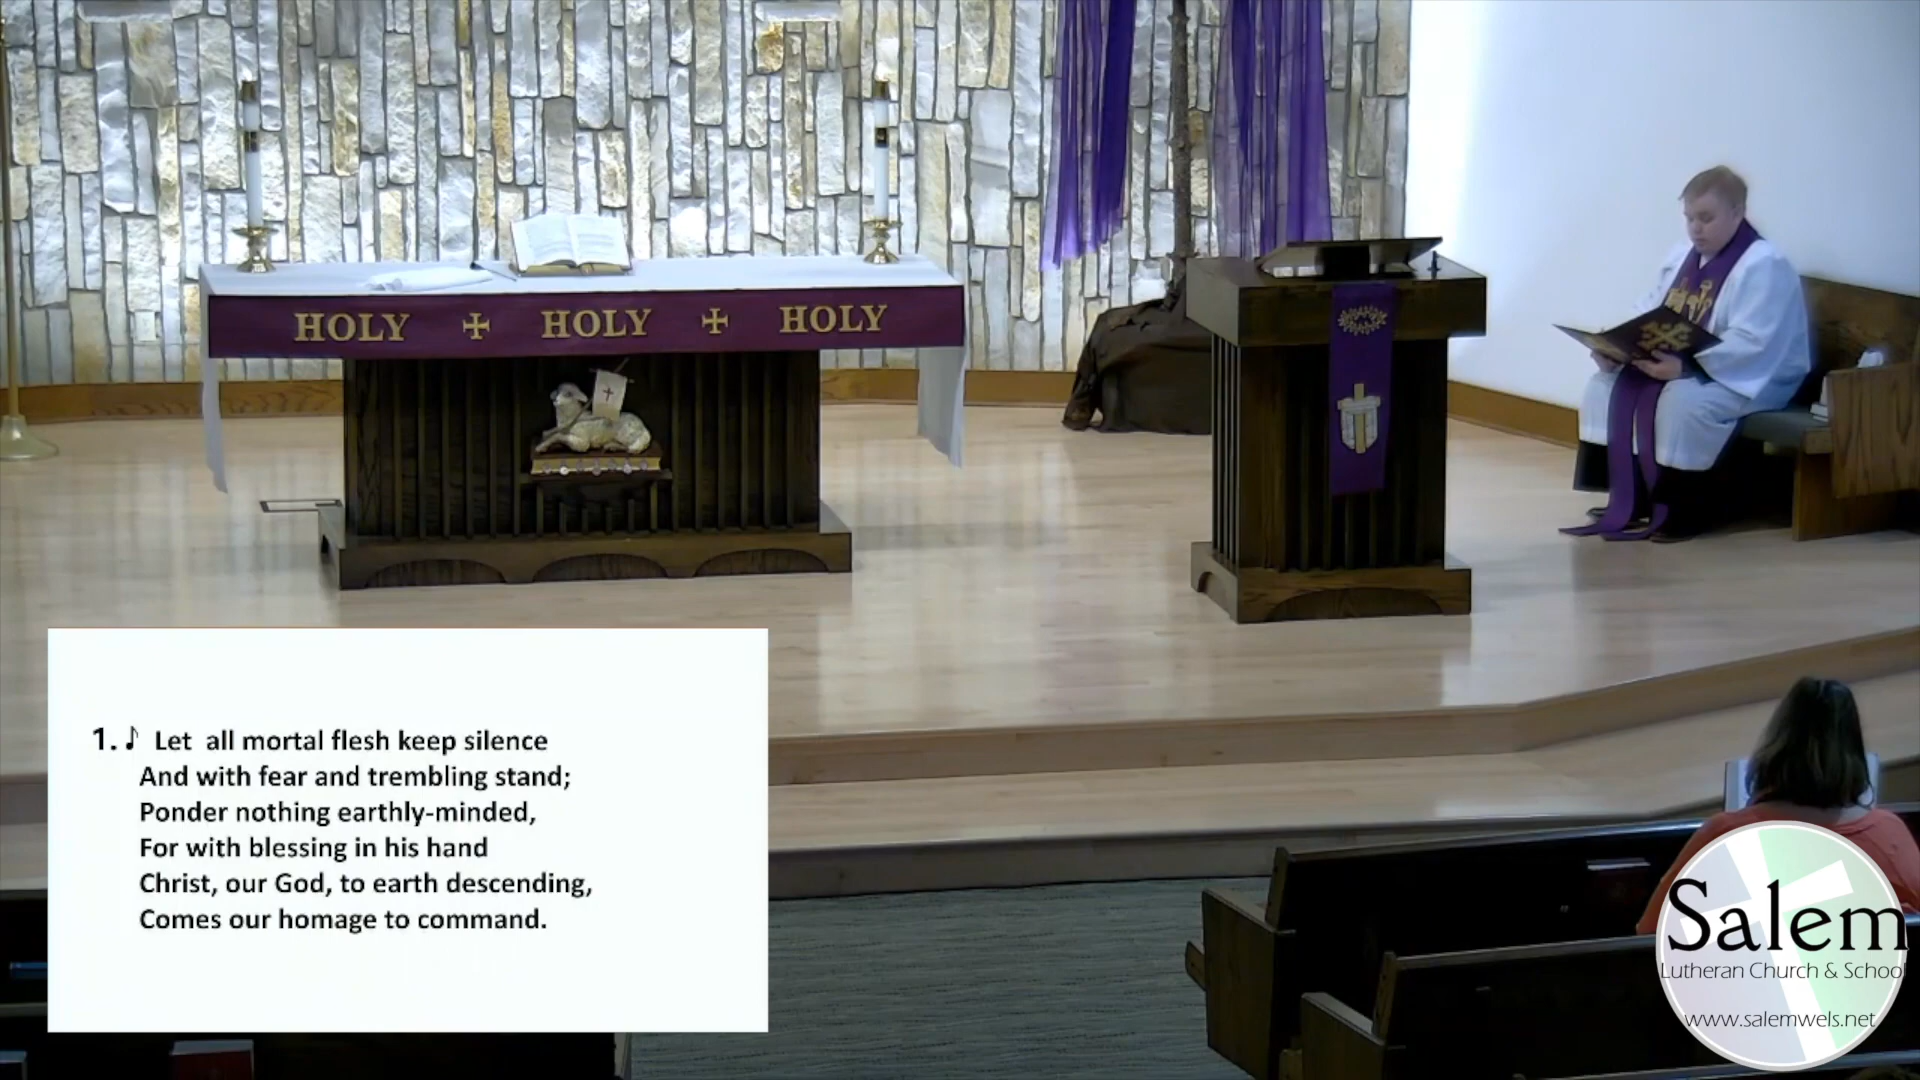 HOLY ✠ HOLY ✠ HOLY
1. ♪ Let all mortal flesh keep silence
And with fear and trembling stand;
Ponder nothing earthly-minded,
For with blessing in his hand
Christ, our God, to earth descending,
Comes our homage to command.
Salem
Lutheran Church & School
www.salemwels.net